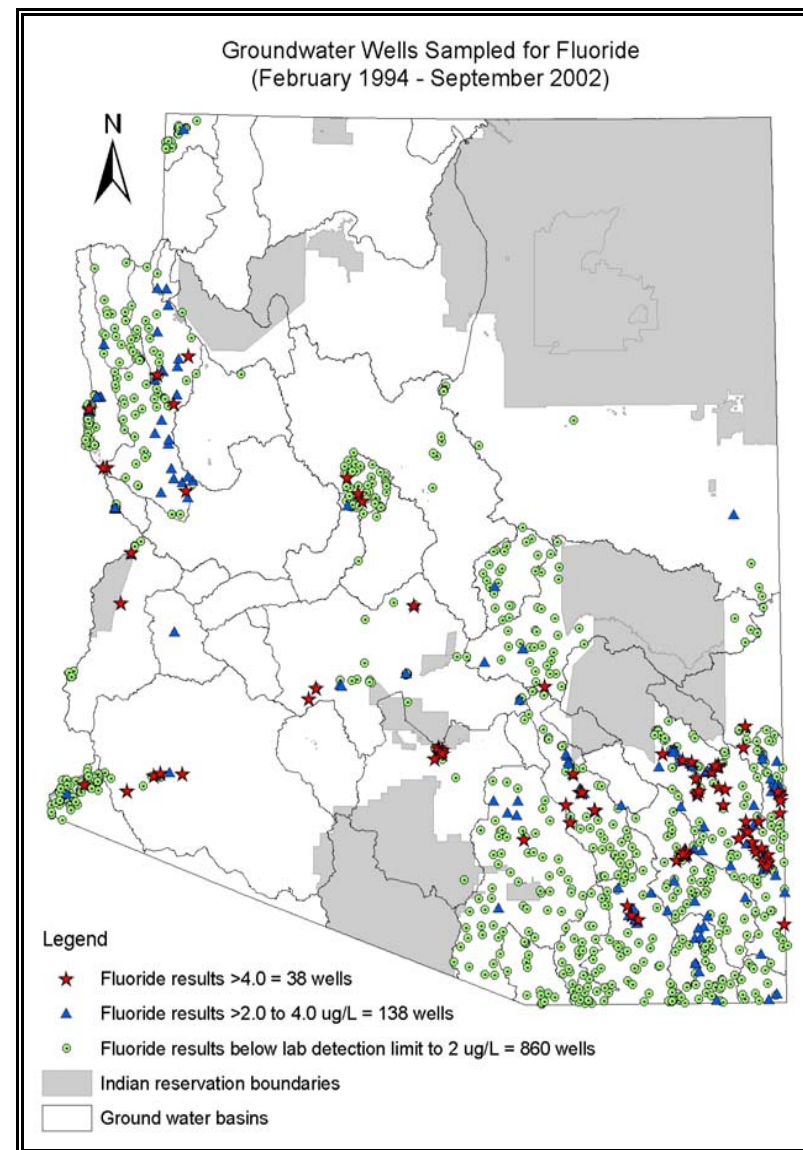 Groundwater Wells Sampled for Fluoride
(February 1994 - September 2002)
N
Legend
Fluoride results >4.0 = 38 wells
Fluoride results >2.0 to 4.0 ug/L = 138 wells
Fluoride results below lab detection limit to 2 ug/L = 860 wells
Indian reservation boundaries
Ground water basins